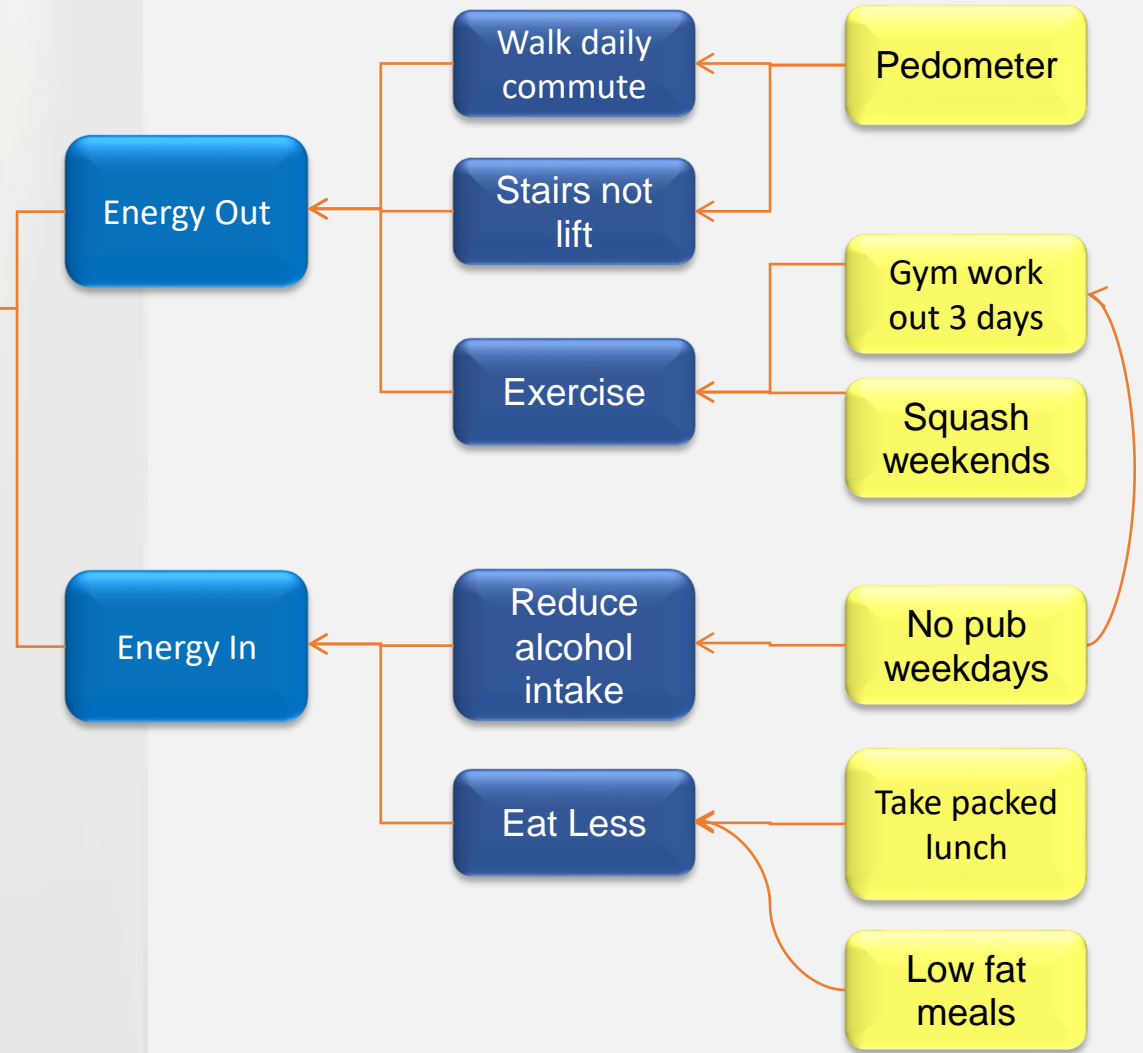 Walk daily
commute
Pedometer
Energy Out
Stairs not
lift
Gym work
out 3 days
Exercise
Squash
weekends
Energy In
Reduce
alcohol
intake
No pub
weekdays
Eat Less
Take packed
lunch
Low fat
meals